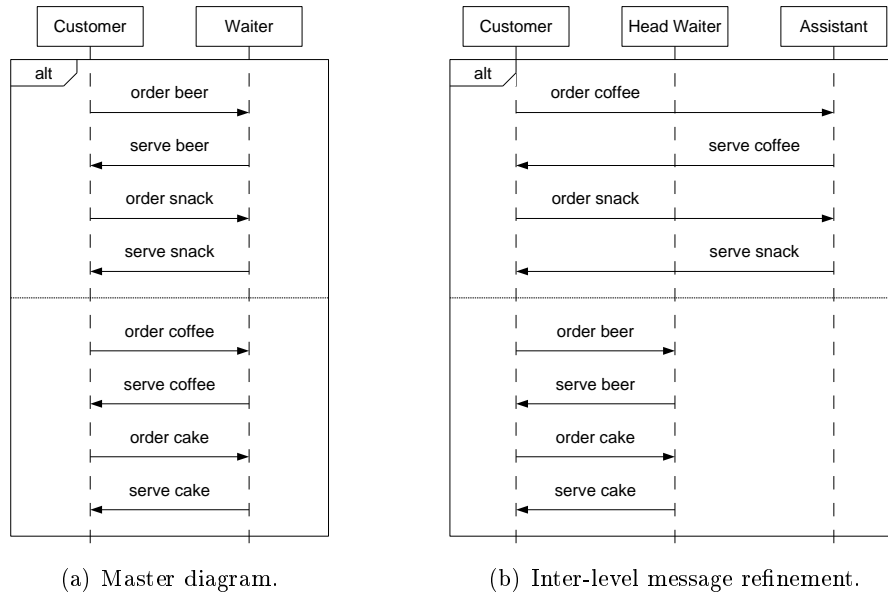 Customer
Waiter
alt
order beer
serve beer
order snack
serve snack
order coffee
serve coffee
order cake
serve cake
(a) Master diagram.
Customer
Head Waiter
Assistant
alt
order coffee
serve coffee
order snack
serve snack
order beer
serve beer
order cake
serve cake
(b) Inter-level message refinement.